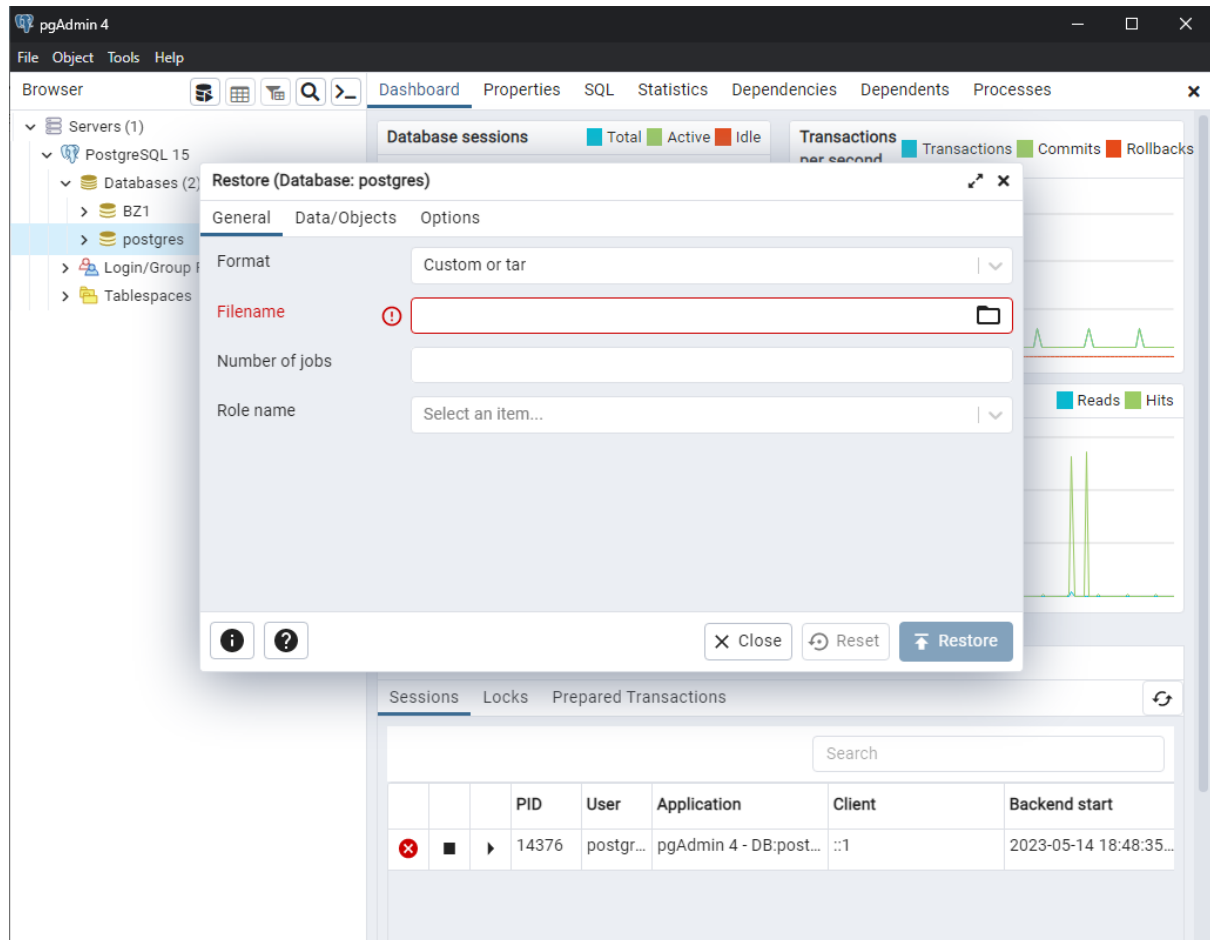 pgAdmin 4
File Object Tools Help
Browser
Dashboard Properties SQL Statistics Dependencies Dependents Processes
Servers (1)
PostgreSQL 15
Databases (2)
BZ1
postgres
Login/Group
Tablespaces
Database sessions Total Active Idle
Transactions per second Transactions Commits Rollbacks
Restore (Database: postgres)
General Data/Objects Options
Format Custom or tar
Filename
Number of jobs
Role name Select an item...
Close Reset Restore
Reads Hits
Sessions Locks Prepared Transactions
Search
PID User Application Client Backend start
14376 postgr... pgAdmin 4 - DB:post... ::1 2023-05-14 18:48:35...